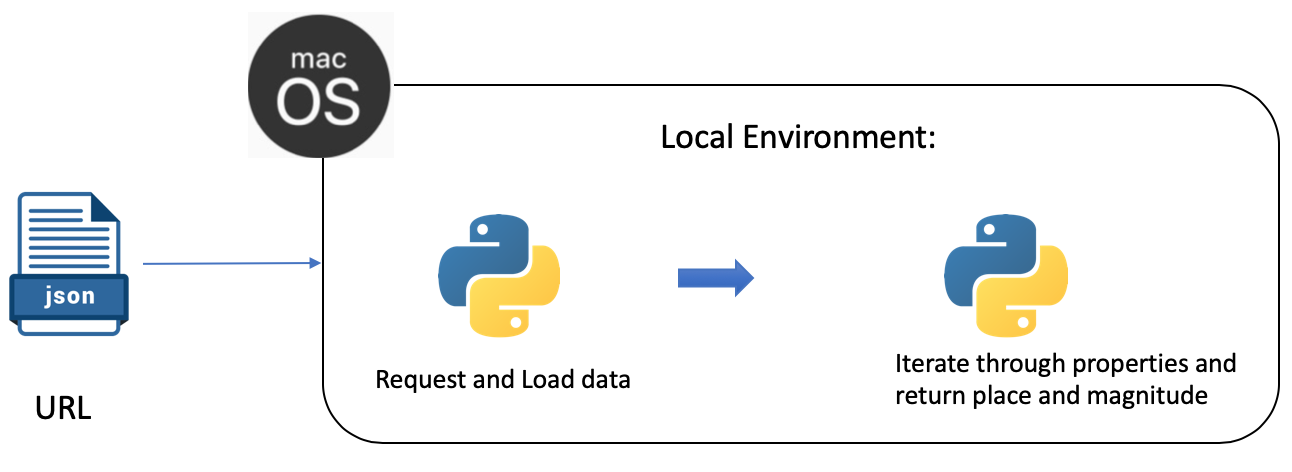 mac
OS
Local Environment:
json
Request and Load data
Iterate through properties and
return place and magnitude
URL